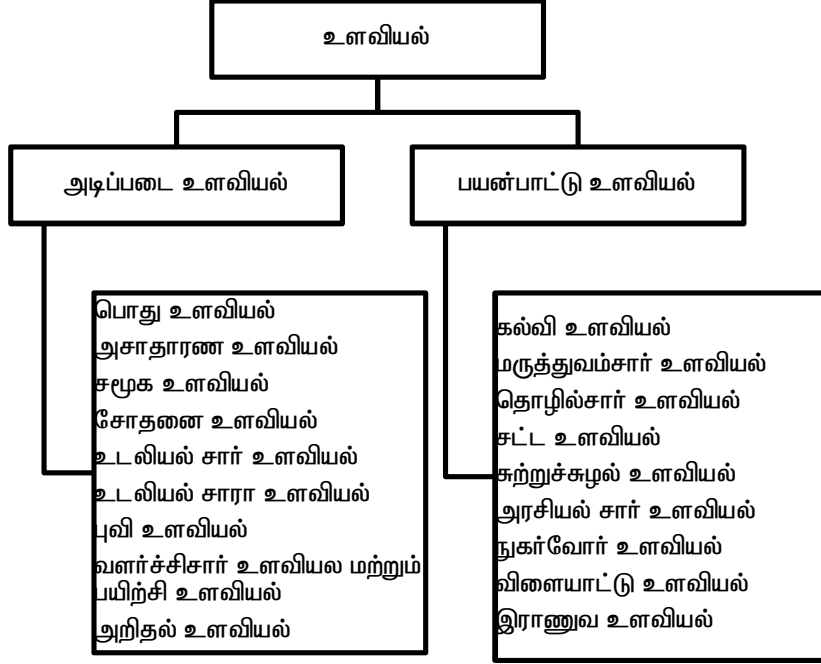 உளவியல்
அடிப்படை உளவியல்
பயன்பாட்டு உளவியல்
பொது உளவியல்
அசாதாரண உளவியல்
சமூக உளவியல்
சோதனை உளவியல்
உடலியல் சார் உளவியல்
உடலியல் சாரா உளவியல்
புவி உளவியல்
வளர்ச்சிசார் உளவியல மற்றும்
பயிற்சி உளவியல்
அறிதல் உளவியல்
கல்வி உளவியல்
மருத்துவம்சார் உளவியல்
தொழில்சார் உளவியல்
சட்ட உளவியல்
சுற்றுச்சுழல் உளவியல்
அரசியல் சார் உளவியல்
நுகர்வோர் உளவியல்
விளையாட்டு உளவியல்
இராணுவ உளவியல்